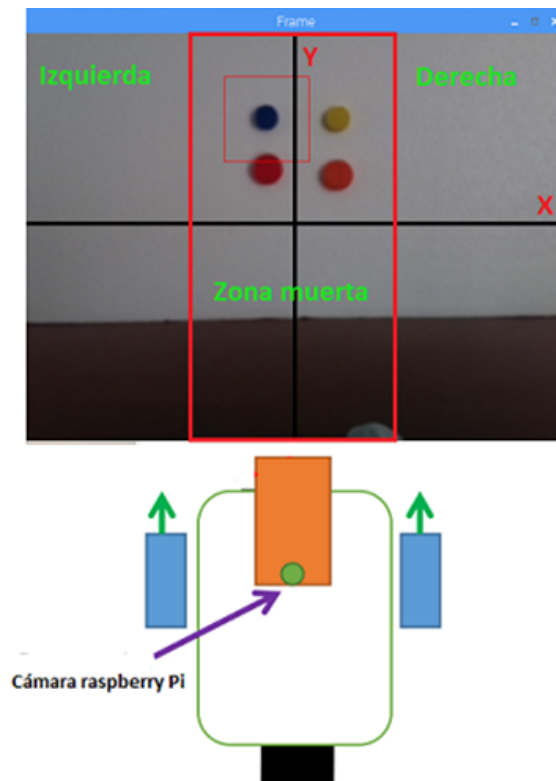 Frame
Y
Izquierda
Derecha
X
Zona muerta
Cámara raspberry Pi